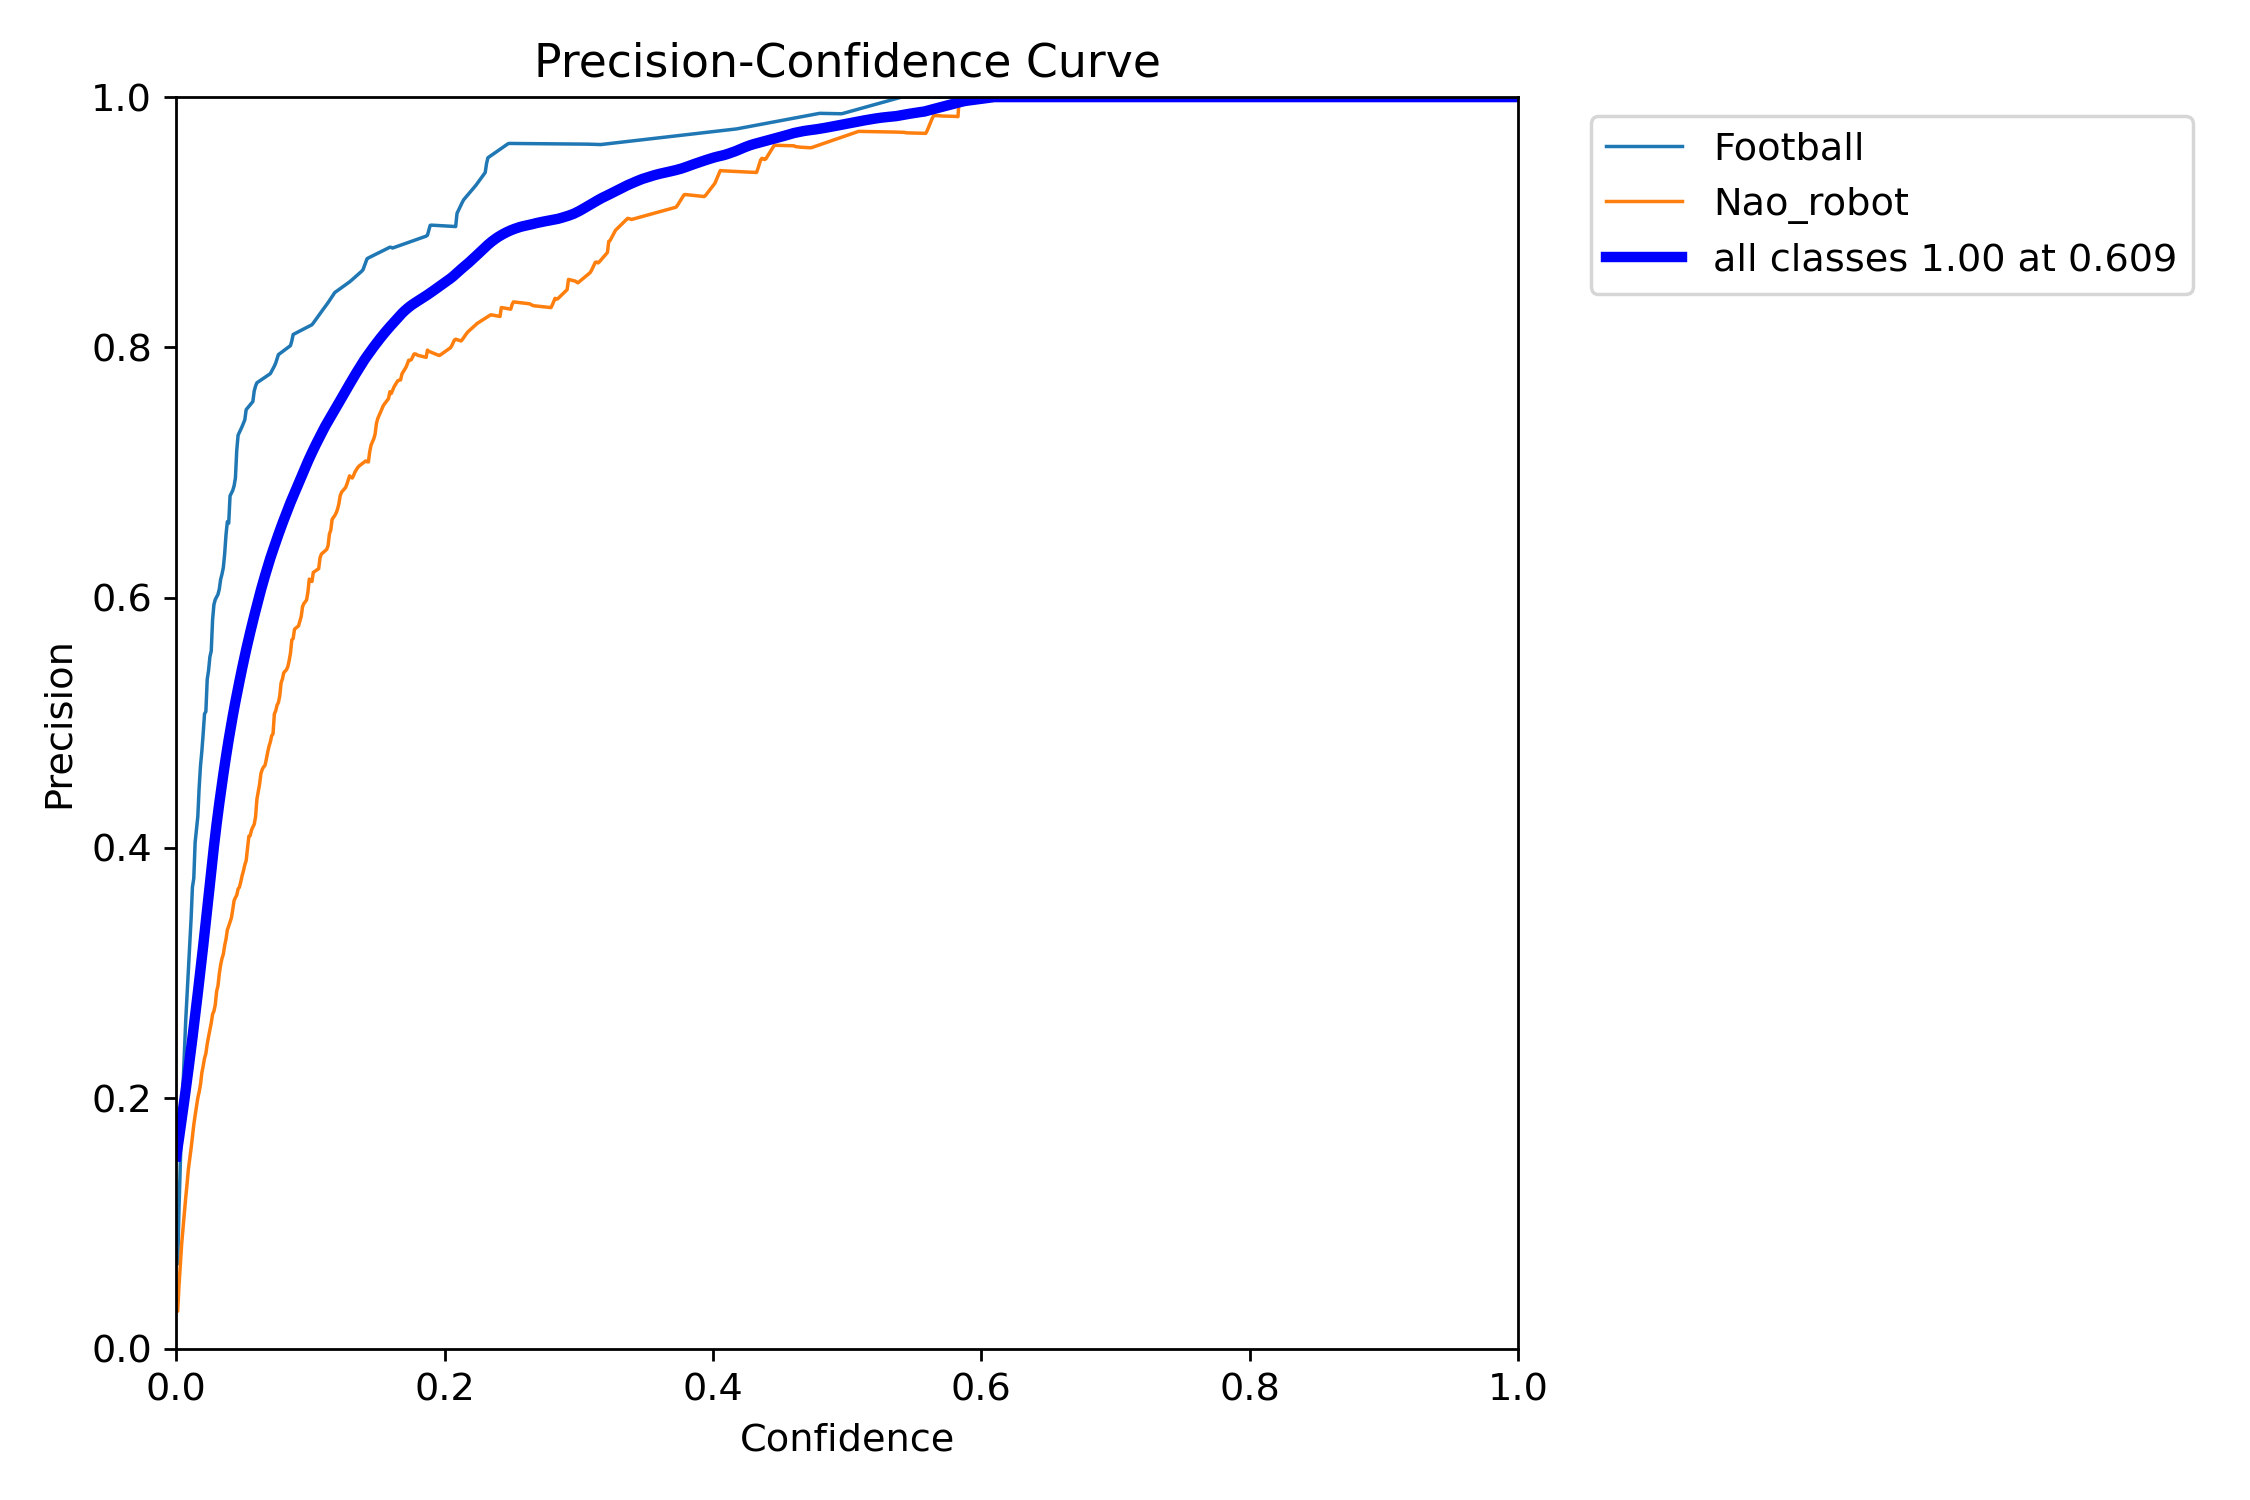 Precision-Confidence Curve
1.0
0.8
0.6
0.4
0.2
0.0
Precision
0.0 0.2 0.4 0.6 0.8 1.0
Confidence
Football
Nao_robot
all classes 1.00 at 0.609